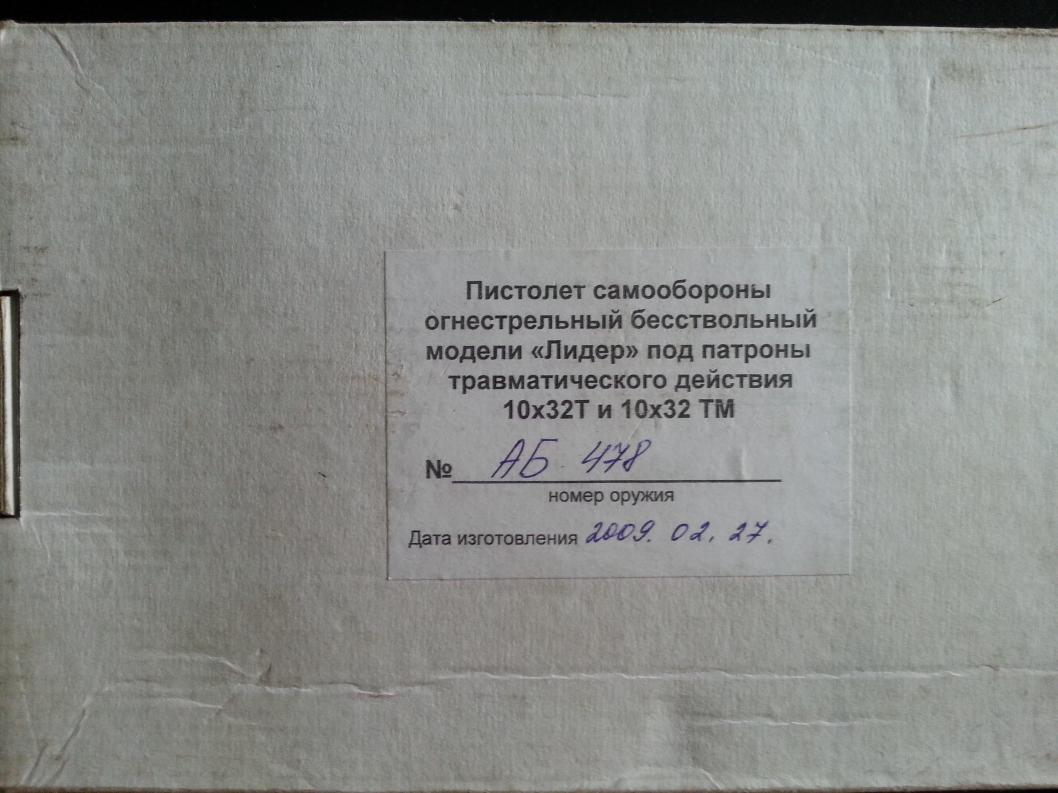 Пистолет самообороны
огнестрельный бесствольный
модели «Лидер» под патроны
травматического действия
10х32Т и 10х32 ТМ
№ АБ 478
номер оружия
Дата изготовления 2009. 02. 27.